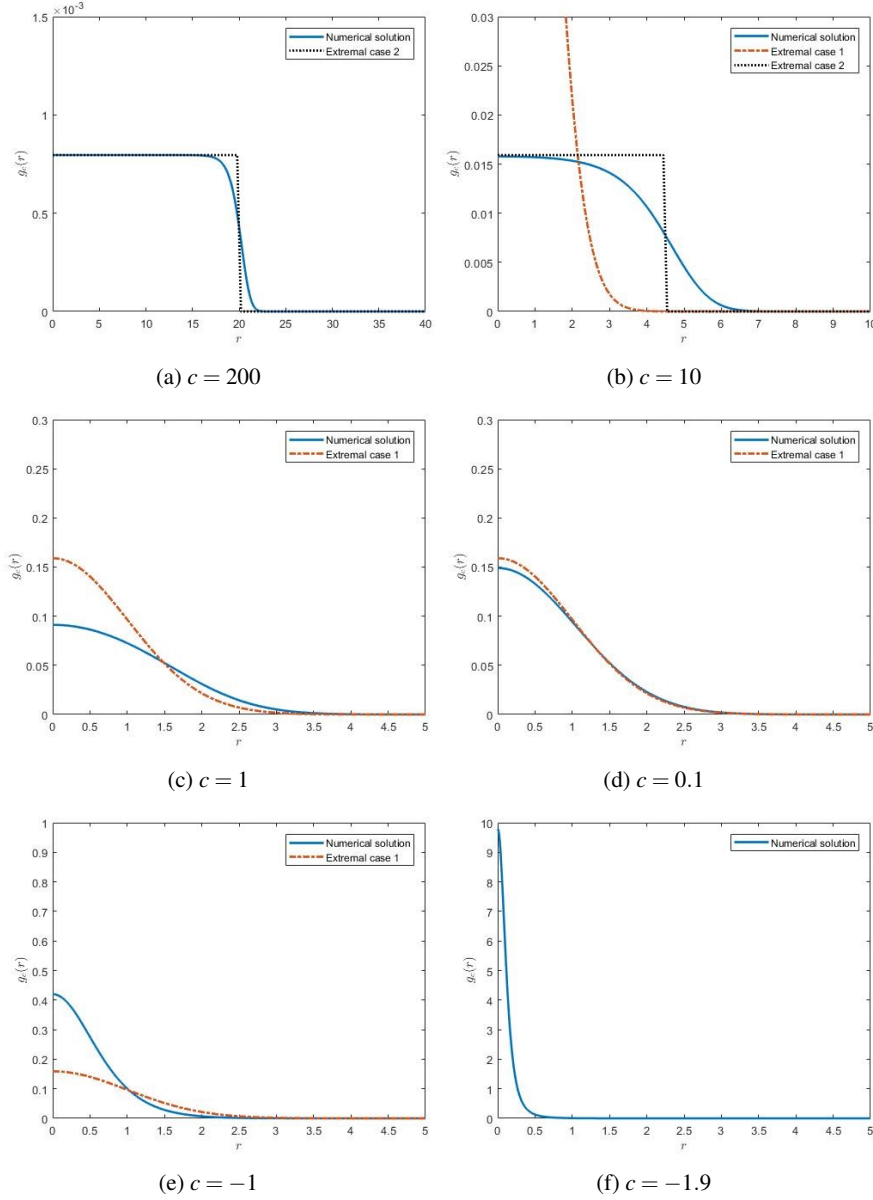 1.5 × 10⁻³
1
0.5
0
g_c(r)
0 5 10 15 20 25 30 35 40
r
Numerical solution
Extremal case 2
(a) c = 200
0.03
0.025
0.02
0.015
0.01
0.005
0
g_c(r)
0 1 2 3 4 5 6 7 8 9 10
r
Numerical solution
Extremal case 1
Extremal case 2
(b) c = 10
0.3
0.25
0.2
0.15
0.1
0.05
0
g_c(r)
0 0.5 1 1.5 2 2.5 3 3.5 4 4.5 5
r
Numerical solution
Extremal case 1
(c) c = 1
0.3
0.25
0.2
0.15
0.1
0.05
0
g_c(r)
0 0.5 1 1.5 2 2.5 3 3.5 4 4.5 5
r
Numerical solution
Extremal case 1
(d) c = 0.1
1
0.9
0.8
0.7
0.6
0.5
0.4
0.3
0.2
0.1
0
g_c(r)
0 0.5 1 1.5 2 2.5 3 3.5 4 4.5 5
r
Numerical solution
Extremal case 1
(e) c = −1
10
9
8
7
6
5
4
3
2
1
0
g_c(r)
0 0.5 1 1.5 2 2.5 3 3.5 4 4.5 5
r
Numerical solution
(f) c = −1.9